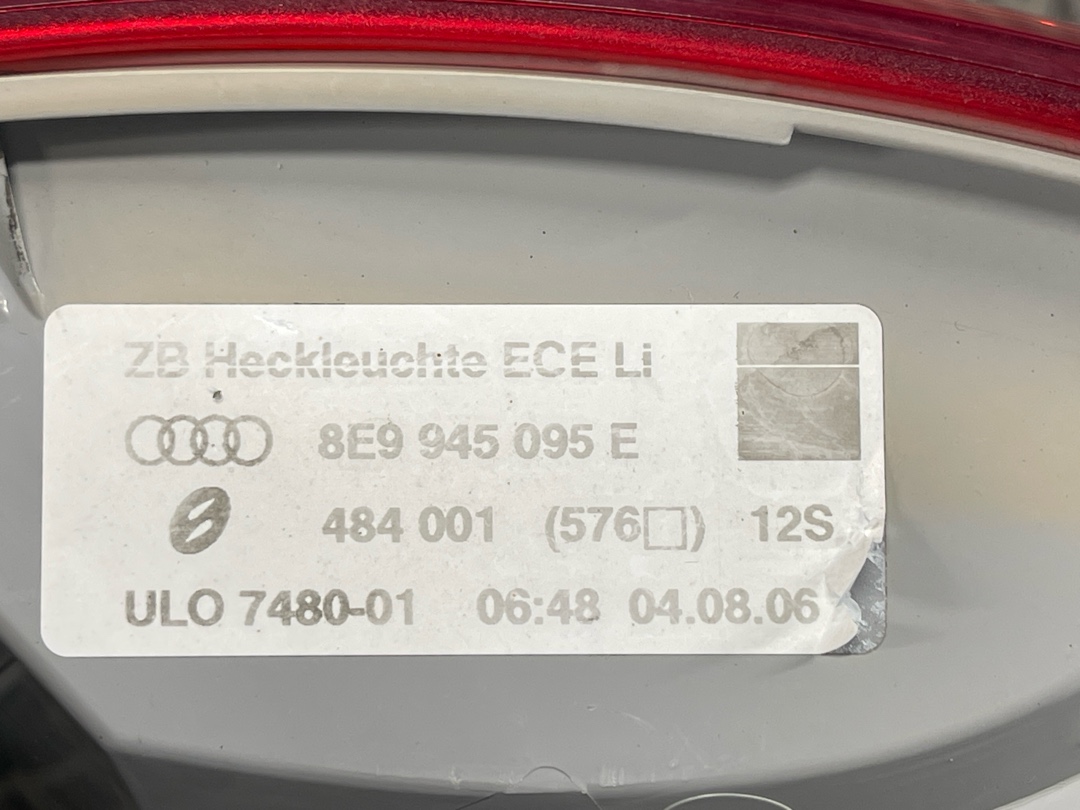 ZB Heckleuchte ECE Li
8E9 945 095 E
484 001 (576□) 12S
ULO 7480-01 06:48 04.08.06